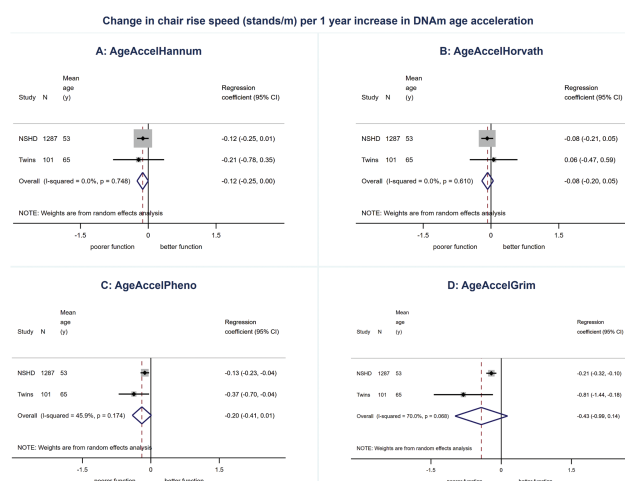 Change in chair rise speed (stands/m) per 1 year increase in DNAm age acceleration
A: AgeAccelHannum
Mean
age
Study N (y)
Regression
coefficient (95% CI)
NSHD 1287 53 -0.12 (-0.25, 0.01)
Twins 101 65 -0.21 (-0.78, 0.35)
Overall (I-squared = 0.0%, p = 0.748) -0.12 (-0.25, 0.00)
NOTE: Weights are from random effects analysis
-1.5 0 1.5
poorer function better function
B: AgeAccelHorvath
Mean
age
Study N (y)
Regression
coefficient (95% CI)
NSHD 1287 53 -0.08 (-0.21, 0.05)
Twins 101 65 0.06 (-0.47, 0.59)
Overall (I-squared = 0.0%, p = 0.610) -0.08 (-0.20, 0.05)
NOTE: Weights are from random effects analysis
-1.5 0 1.5
poorer function better function
C: AgeAccelPheno
Mean
age
Study N (y)
Regression
coefficient (95% CI)
NSHD 1287 53 -0.13 (-0.23, -0.04)
Twins 101 65 -0.37 (-0.70, -0.04)
Overall (I-squared = 45.9%, p = 0.174) -0.20 (-0.41, 0.01)
NOTE: Weights are from random effects analysis
-1.5 0 1.5
poorer function better function
D: AgeAccelGrim
Mean
age
Study N (y)
Regression
coefficient (95% CI)
NSHD 1287 53 -0.21 (-0.32, -0.10)
Twins 101 65 -0.81 (-1.44, -0.18)
Overall (I-squared = 70.0%, p = 0.068) -0.43 (-0.99, 0.14)
NOTE: Weights are from random effects analysis
-1.5 0 1.5
poorer function better function